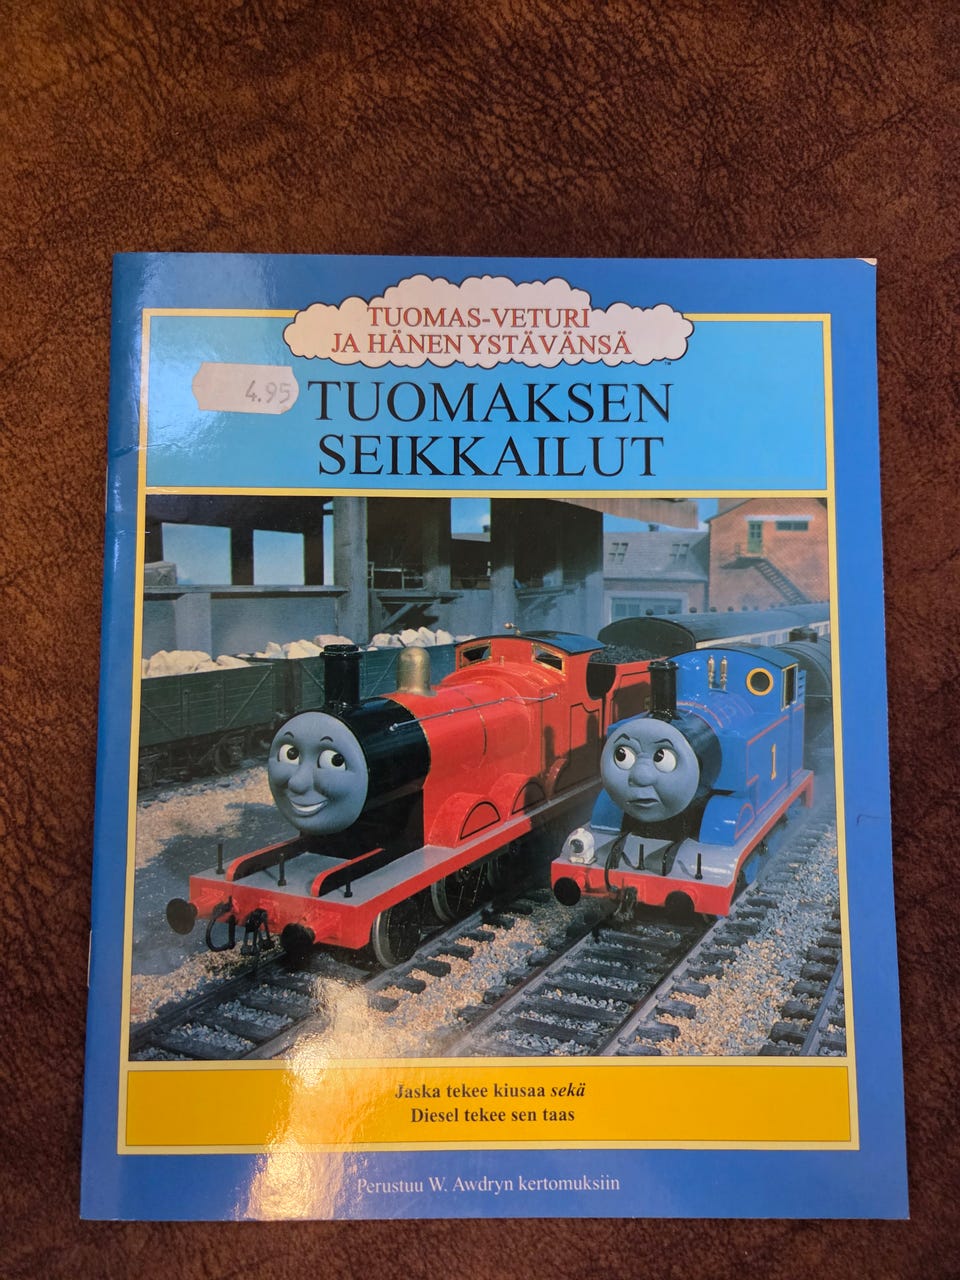 TUOMAS-VETURI
JA HÄNEN YSTÄVÄNSÄ
™
4.95
TUOMAKSEN
SEIKKAILUT
1
Jaska tekee kiusaa sekä
Diesel tekee sen taas
Perustuu W. Awdryn kertomuksiin